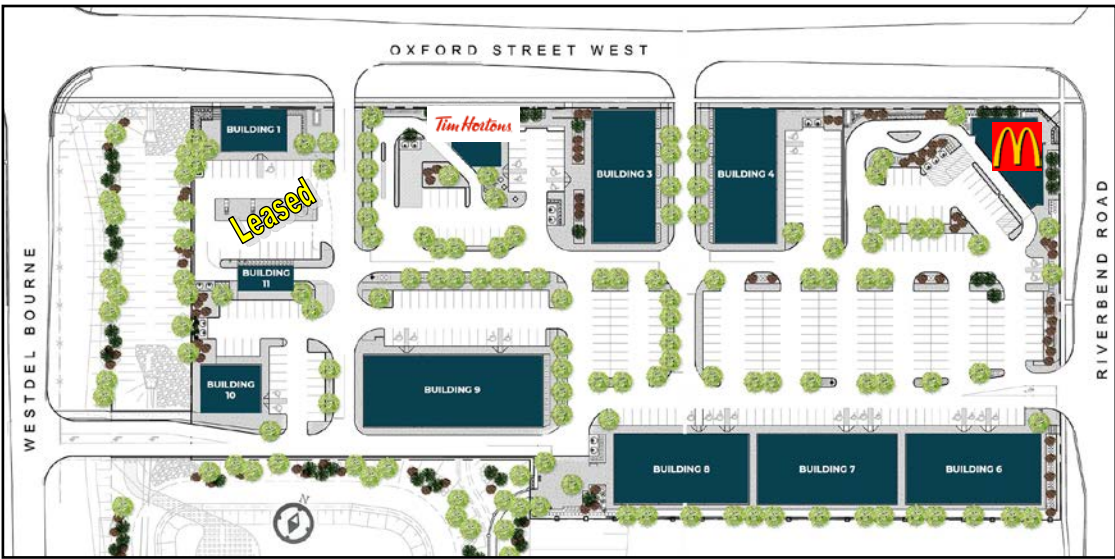 OXFORD STREET WEST
BUILDING 1
Tim Hortons
BUILDING 3
BUILDING 4
Leased
BUILDING
11
WESTDEL BOURNE
RIVERBEND ROAD
BUILDING
10
BUILDING 9
BUILDING 8
BUILDING 7
BUILDING 6
N